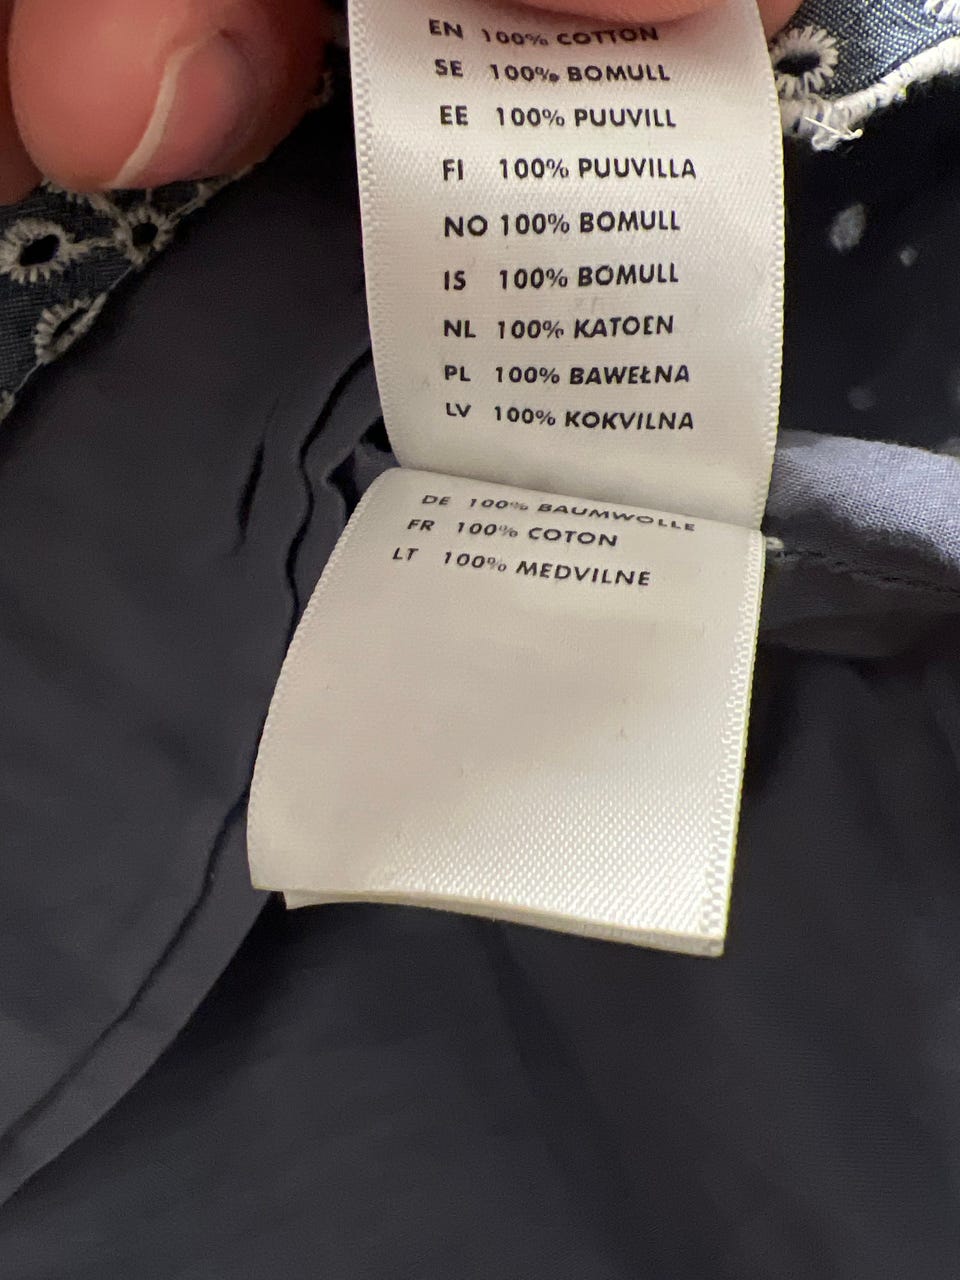 EN 100% COTTON
SE 100% BOMULL
EE 100% PUUVILL
FI 100% PUUVILLA
NO 100% BOMULL
IS 100% BOMULL
NL 100% KATOEN
PL 100% BAWEŁNA
LV 100% KOKVILNA
DE 100% BAUMWOLLE
FR 100% COTON
LT 100% MEDVILNE